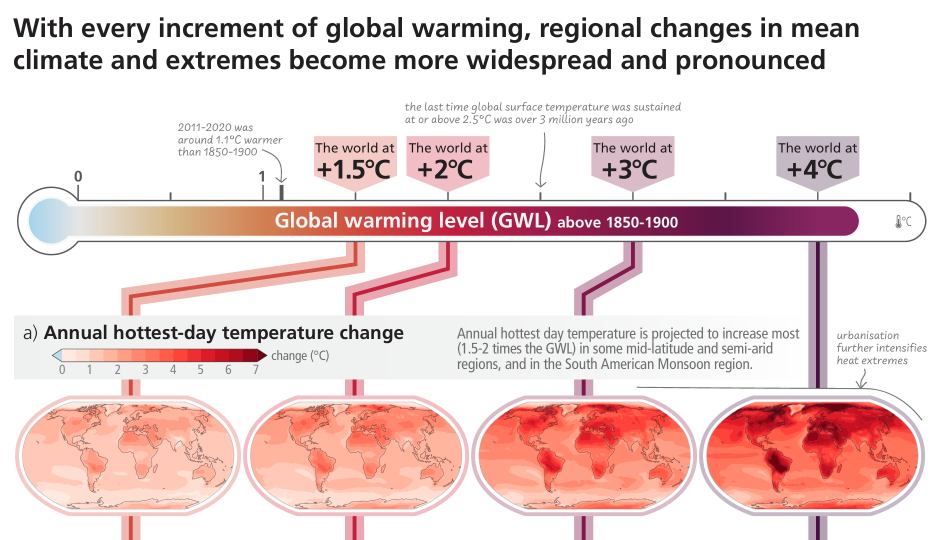 With every increment of global warming, regional changes in mean
climate and extremes become more widespread and pronounced
the last time global surface temperature was sustained
at or above 2.5°C was over 3 million years ago
2011-2020 was
around 1.1°C warmer
than 1850-1900
The world at
+1.5°C
The world at
+2°C
The world at
+3°C
The world at
+4°C
0
1
Global warming level (GWL) above 1850-1900
°C
a) Annual hottest-day temperature change
change (°C)
0 1 2 3 4 5 6 7
Annual hottest day temperature is projected to increase most
(1.5-2 times the GWL) in some mid-latitude and semi-arid
regions, and in the South American Monsoon region.
urbanisation
further intensifies
heat extremes